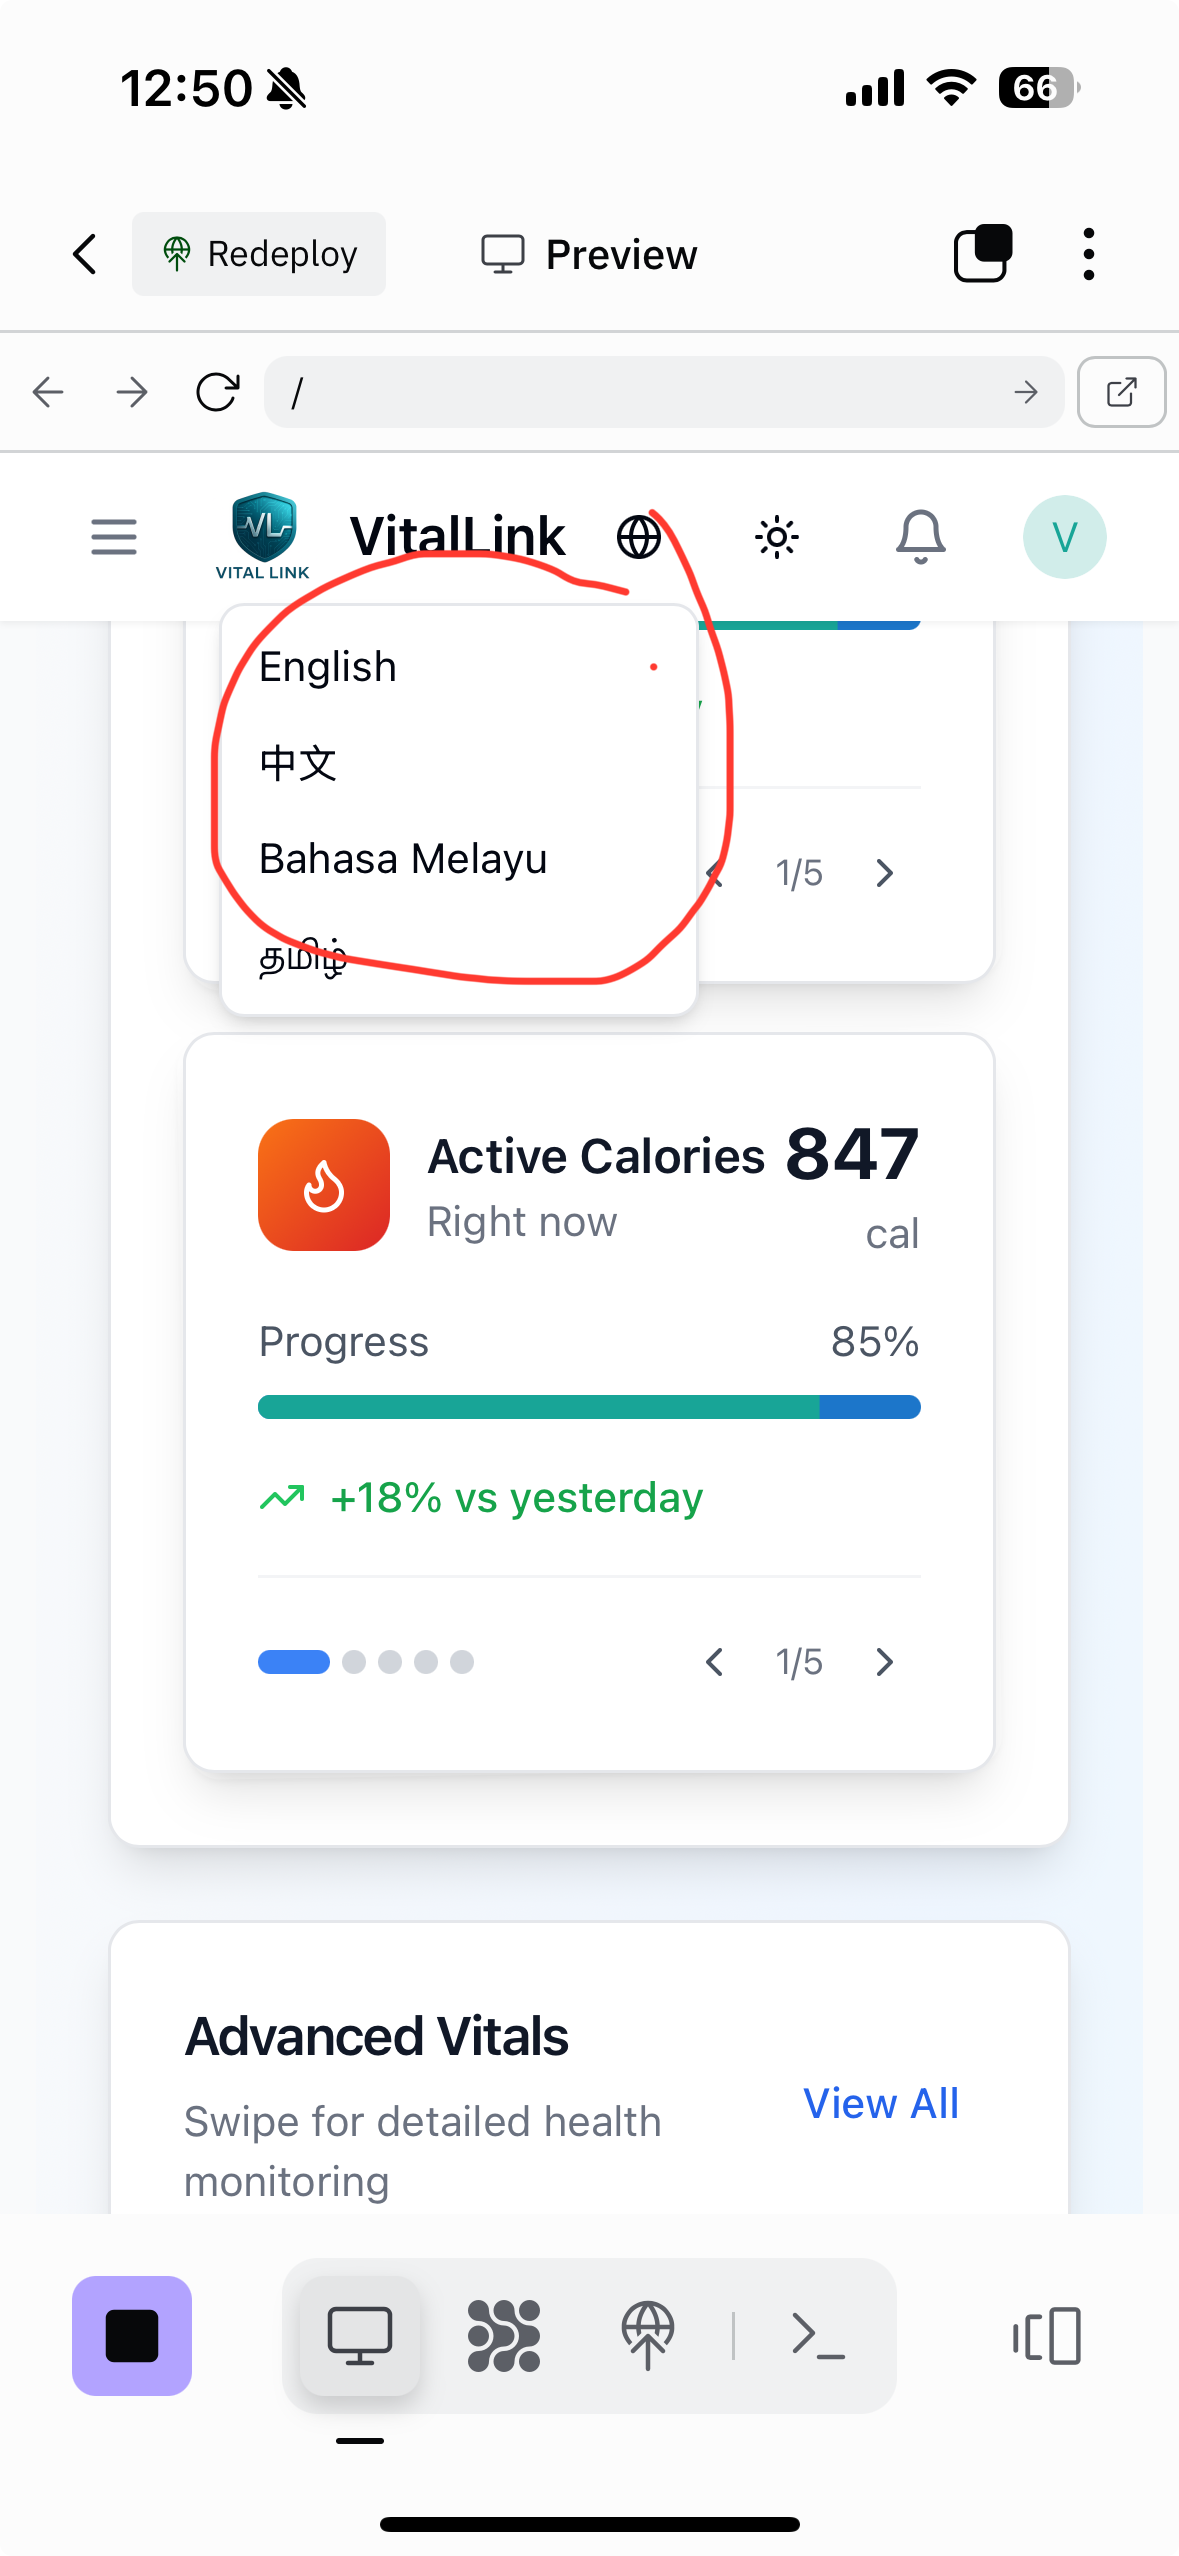 12:50
66
Redeploy
Preview
/
VL
VITAL LINK
VitalLink
V
English
中文
Bahasa Melayu
தமிழ்
1/5
Active Calories
847
Right now
cal
Progress
85%
+18% vs yesterday
1/5
Advanced Vitals
Swipe for detailed health
monitoring
View All